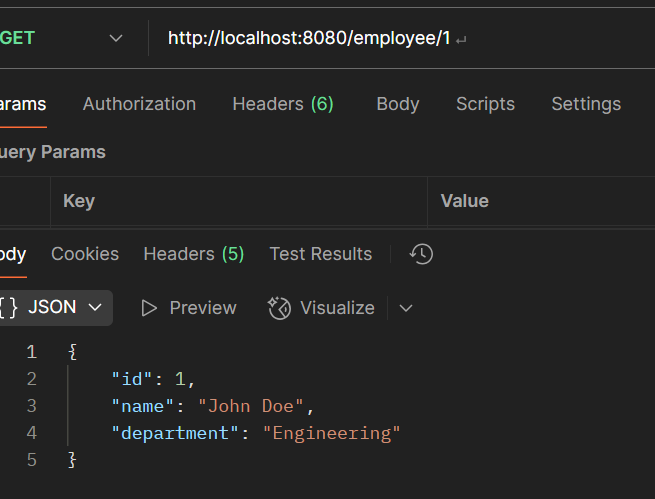 GET http://localhost:8080/employee/1 ↵
arams Authorization Headers (6) Body Scripts Settings
uery Params
Key Value
ody Cookies Headers (5) Test Results
{} JSON Preview Visualize
1 {
2 "id": 1,
3 "name": "John Doe",
4 "department": "Engineering"
5 }